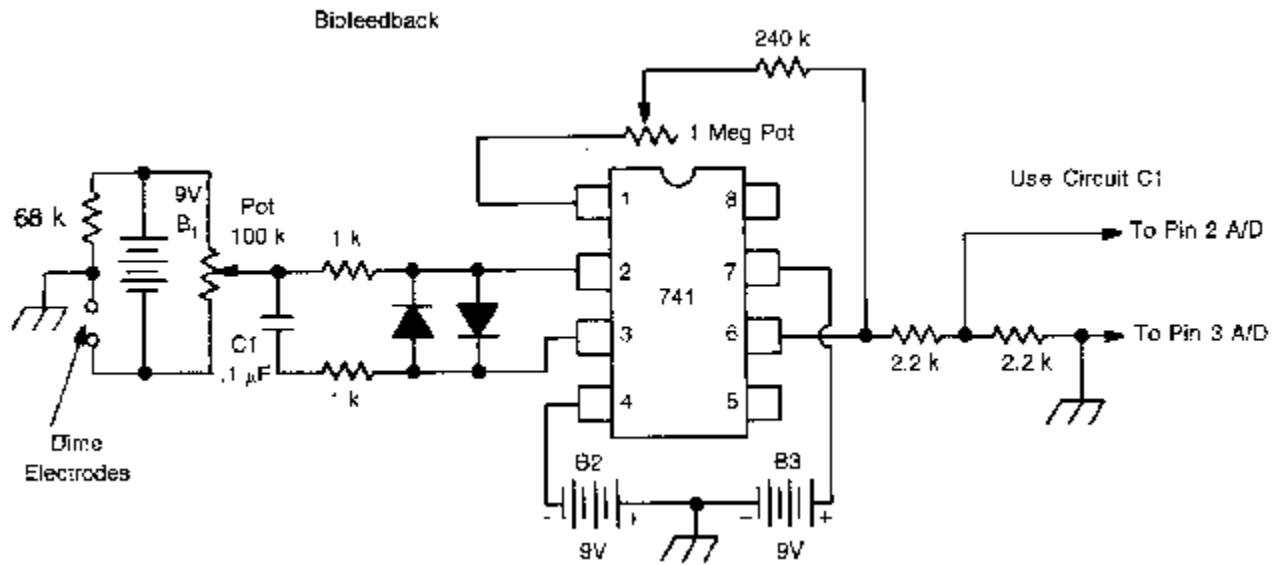 Biofeedback
240 k
1 Meg Pot
Use Circuit C1
68 k
9V
B1
Pot
100 k
1 k
C1
.1 μF
1 k
Dime
Electrodes
1
2
3
4
741
8
7
6
5
2.2 k
2.2 k
To Pin 2 A/D
To Pin 3 A/D
B2
- +
9V
B3
- +
9V